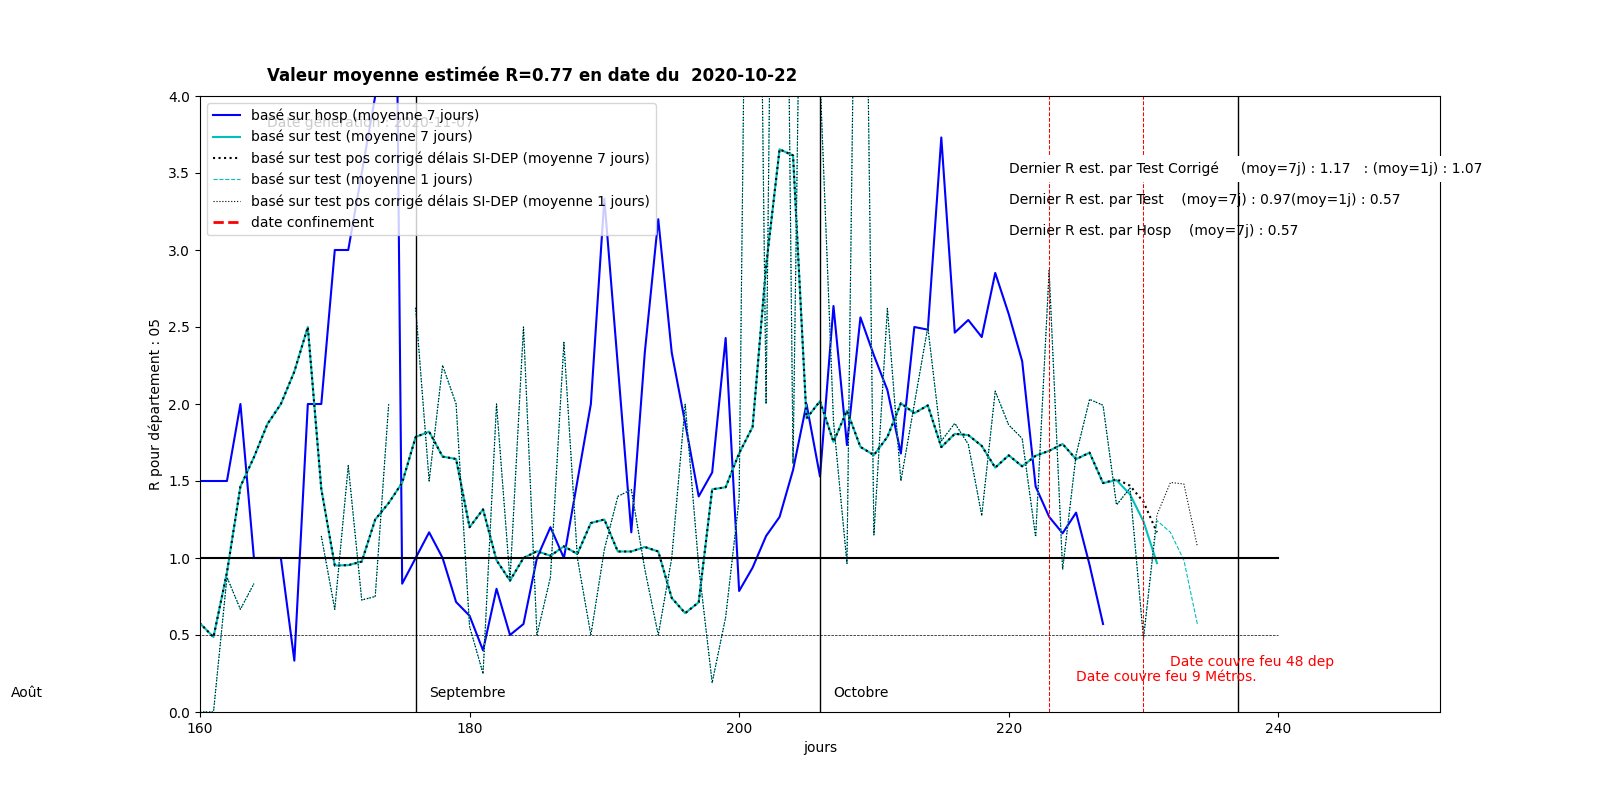 Valeur moyenne estimée R=0.77 en date du  2020-10-22
Date génération : 2020-11-07
basé sur hosp (moyenne 7 jours)
basé sur test (moyenne 7 jours)
basé sur test pos corrigé délais SI-DEP (moyenne 7 jours)
basé sur test (moyenne 1 jours)
basé sur test pos corrigé délais SI-DEP (moyenne 1 jours)
date confinement
Dernier R est. par Test Corrigé     (moy=7j) : 1.17   : (moy=1j) : 1.07
Dernier R est. par Test    (moy=7j) : 0.97(moy=1j) : 0.57
Dernier R est. par Hosp    (moy=7j) : 0.57
R pour département : 05
4.0
3.5
3.0
2.5
2.0
1.5
1.0
0.5
0.0
Date couvre feu 48 dep
Date couvre feu 9 Métros.
Août
Septembre
Octobre
160
180
200
220
240
jours